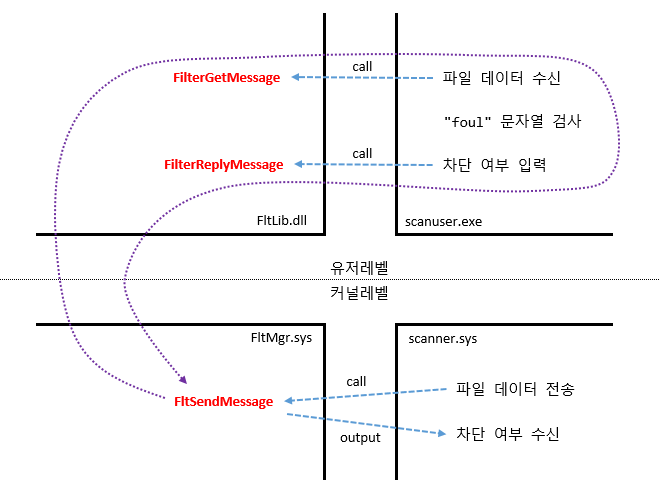 call
FilterGetMessage
파일 데이터 수신
"foul" 문자열 검사
call
FilterReplyMessage
차단 여부 입력
FltLib.dll
scanuser.exe
유저레벨
커널레벨
FltMgr.sys
scanner.sys
call
파일 데이터 전송
FltSendMessage
output
차단 여부 수신